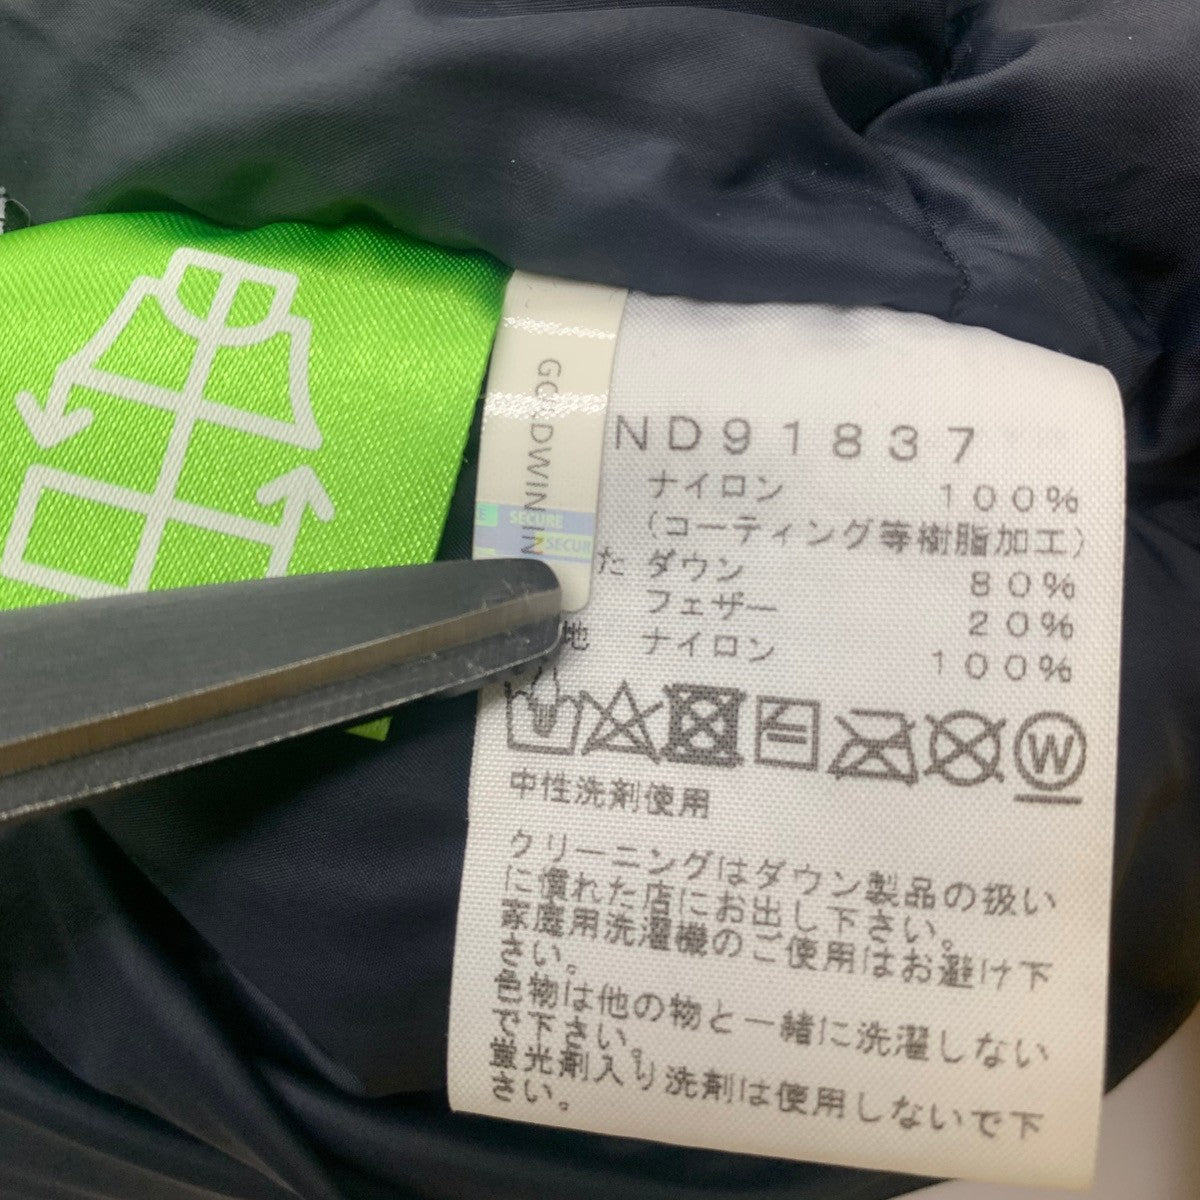 GOLDWIN IN
SECURE
SECUR
ND91837
ナイロン 100%
(コーティング等樹脂加工)
た ダウン 80%
フェザー 20%
地 ナイロン 100%
W
中性洗剤使用
クリーニングはダウン製品の扱い
に慣れた店にお出し下さい。
家庭用洗濯機のご使用はお避け下
さい。
色物は他の物と一緒に洗濯しない
で下さい。
蛍光剤入り洗剤は使用しないで下
さい。